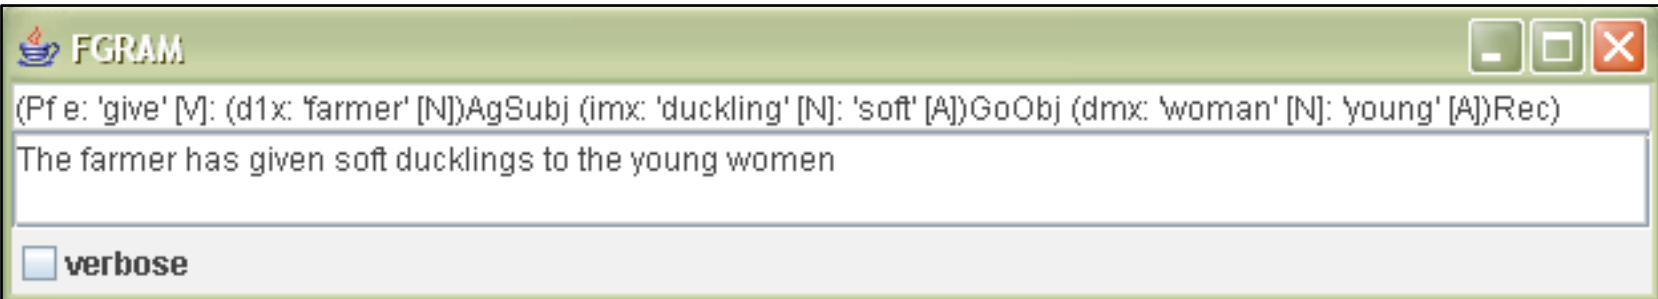 FGRAM
(Pf e: 'give' [V]: (d1x: 'farmer' [N])AgSubj (imx: 'duckling' [N]: 'soft' [A])GoObj (dmx: 'woman' [N]: 'young' [A])Rec)
The farmer has given soft ducklings to the young women
verbose